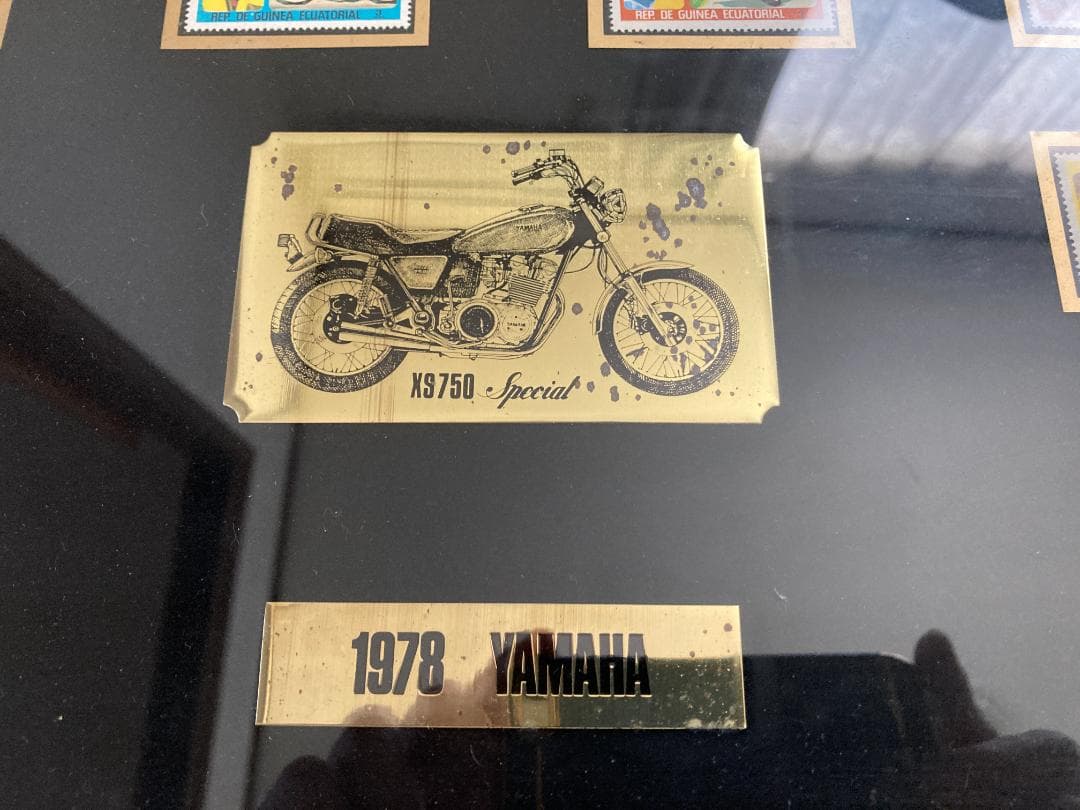 REP. DE GUINEA ECUATORIAL
REP. DE GUINEA ECUATORIAL
YAMAHA
XS750 Special
1978 YAMAHA